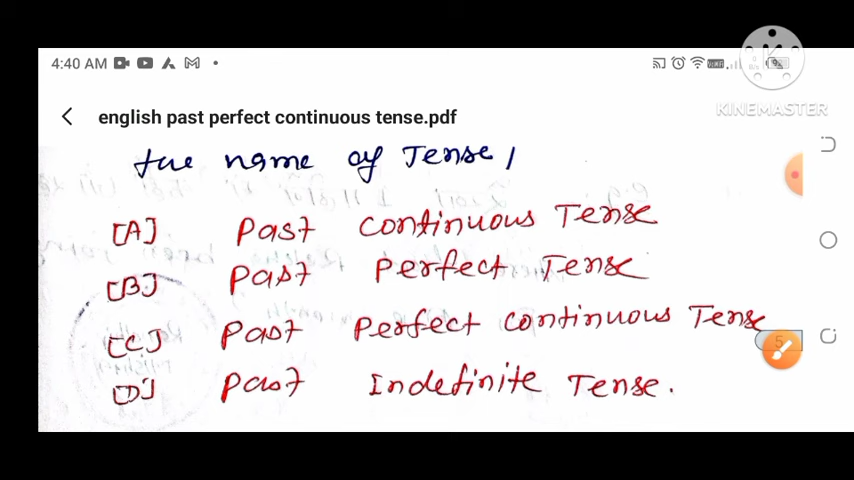 4:40 AM
KINEMASTER
english past perfect continuous tense.pdf
the name of Tense,
[A] Past Continuous Tense
[B] Past Perfect Tense
[C] Past Perfect continuous Tense
[D] Past Indefinite Tense.
5